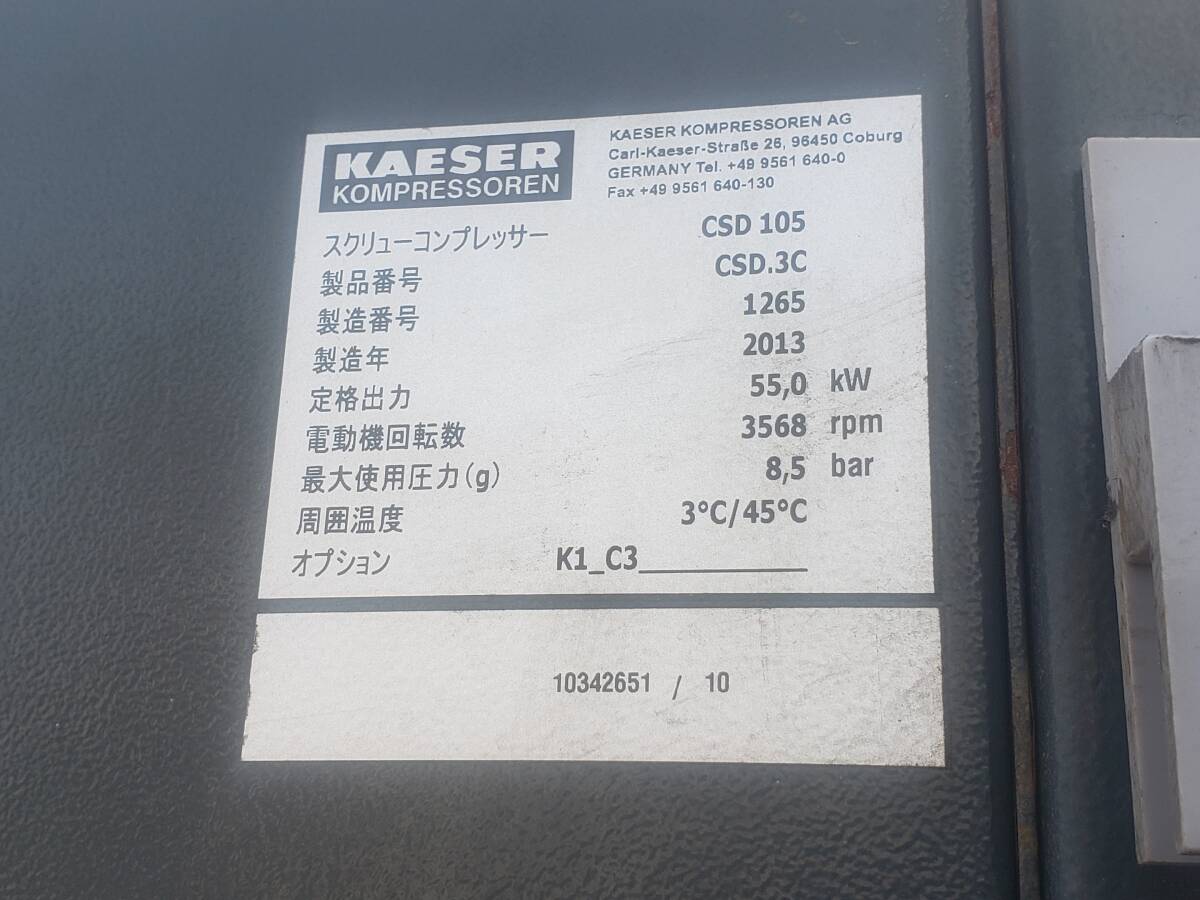 KAESER
KOMPRESSOREN
KAESER KOMPRESSOREN AG
Carl-Kaeser-Straße 26, 96450 Coburg
GERMANY Tel. +49 9561 640-0
Fax +49 9561 640-130
スクリューコンプレッサー CSD 105
製品番号 CSD.3C
製造番号 1265
製造年 2013
定格出力 55,0 kW
電動機回転数 3568 rpm
最大使用圧力(g) 8,5 bar
周囲温度 3°C/45°C
オプション K1_C3__________
10342651 / 10